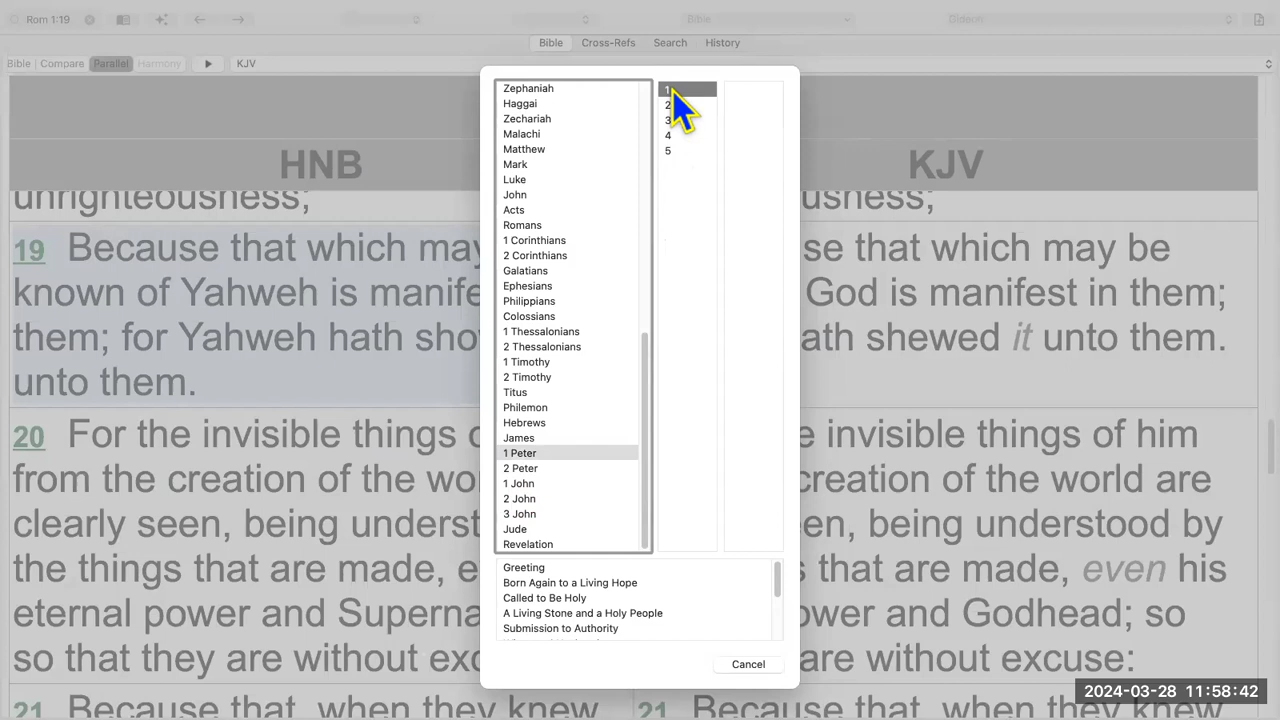 Rom 1:19
Bible
Gideon
Bible
Cross-Refs
Search
History
Bible
Compare
Parallel
Harmony
KJV
HNB
KJV
unrighteousness;
ousness;
19 Because that which may
known of Yahweh is manife
them; for Yahweh hath sho
unto them.
se that which may be
God is manifest in them;
ath shewed it unto them.
20 For the invisible things o
from the creation of the wo
clearly seen, being underst
the things that are made, e
eternal power and Superna
so that they are without exc
e invisible things of him
creation of the world are
en, being understood by
s that are made, even his
ower and Godhead; so
are without excuse:
21 Because that, when they knew
21 Because that, when they knew
Zephaniah
Haggai
Zechariah
Malachi
Matthew
Mark
Luke
John
Acts
Romans
1 Corinthians
2 Corinthians
Galatians
Ephesians
Philippians
Colossians
1 Thessalonians
2 Thessalonians
1 Timothy
2 Timothy
Titus
Philemon
Hebrews
James
1 Peter
2 Peter
1 John
2 John
3 John
Jude
Revelation
1
2
3
4
5
Greeting
Born Again to a Living Hope
Called to Be Holy
A Living Stone and a Holy People
Submission to Authority
Cancel
2024-03-28 11:58:42